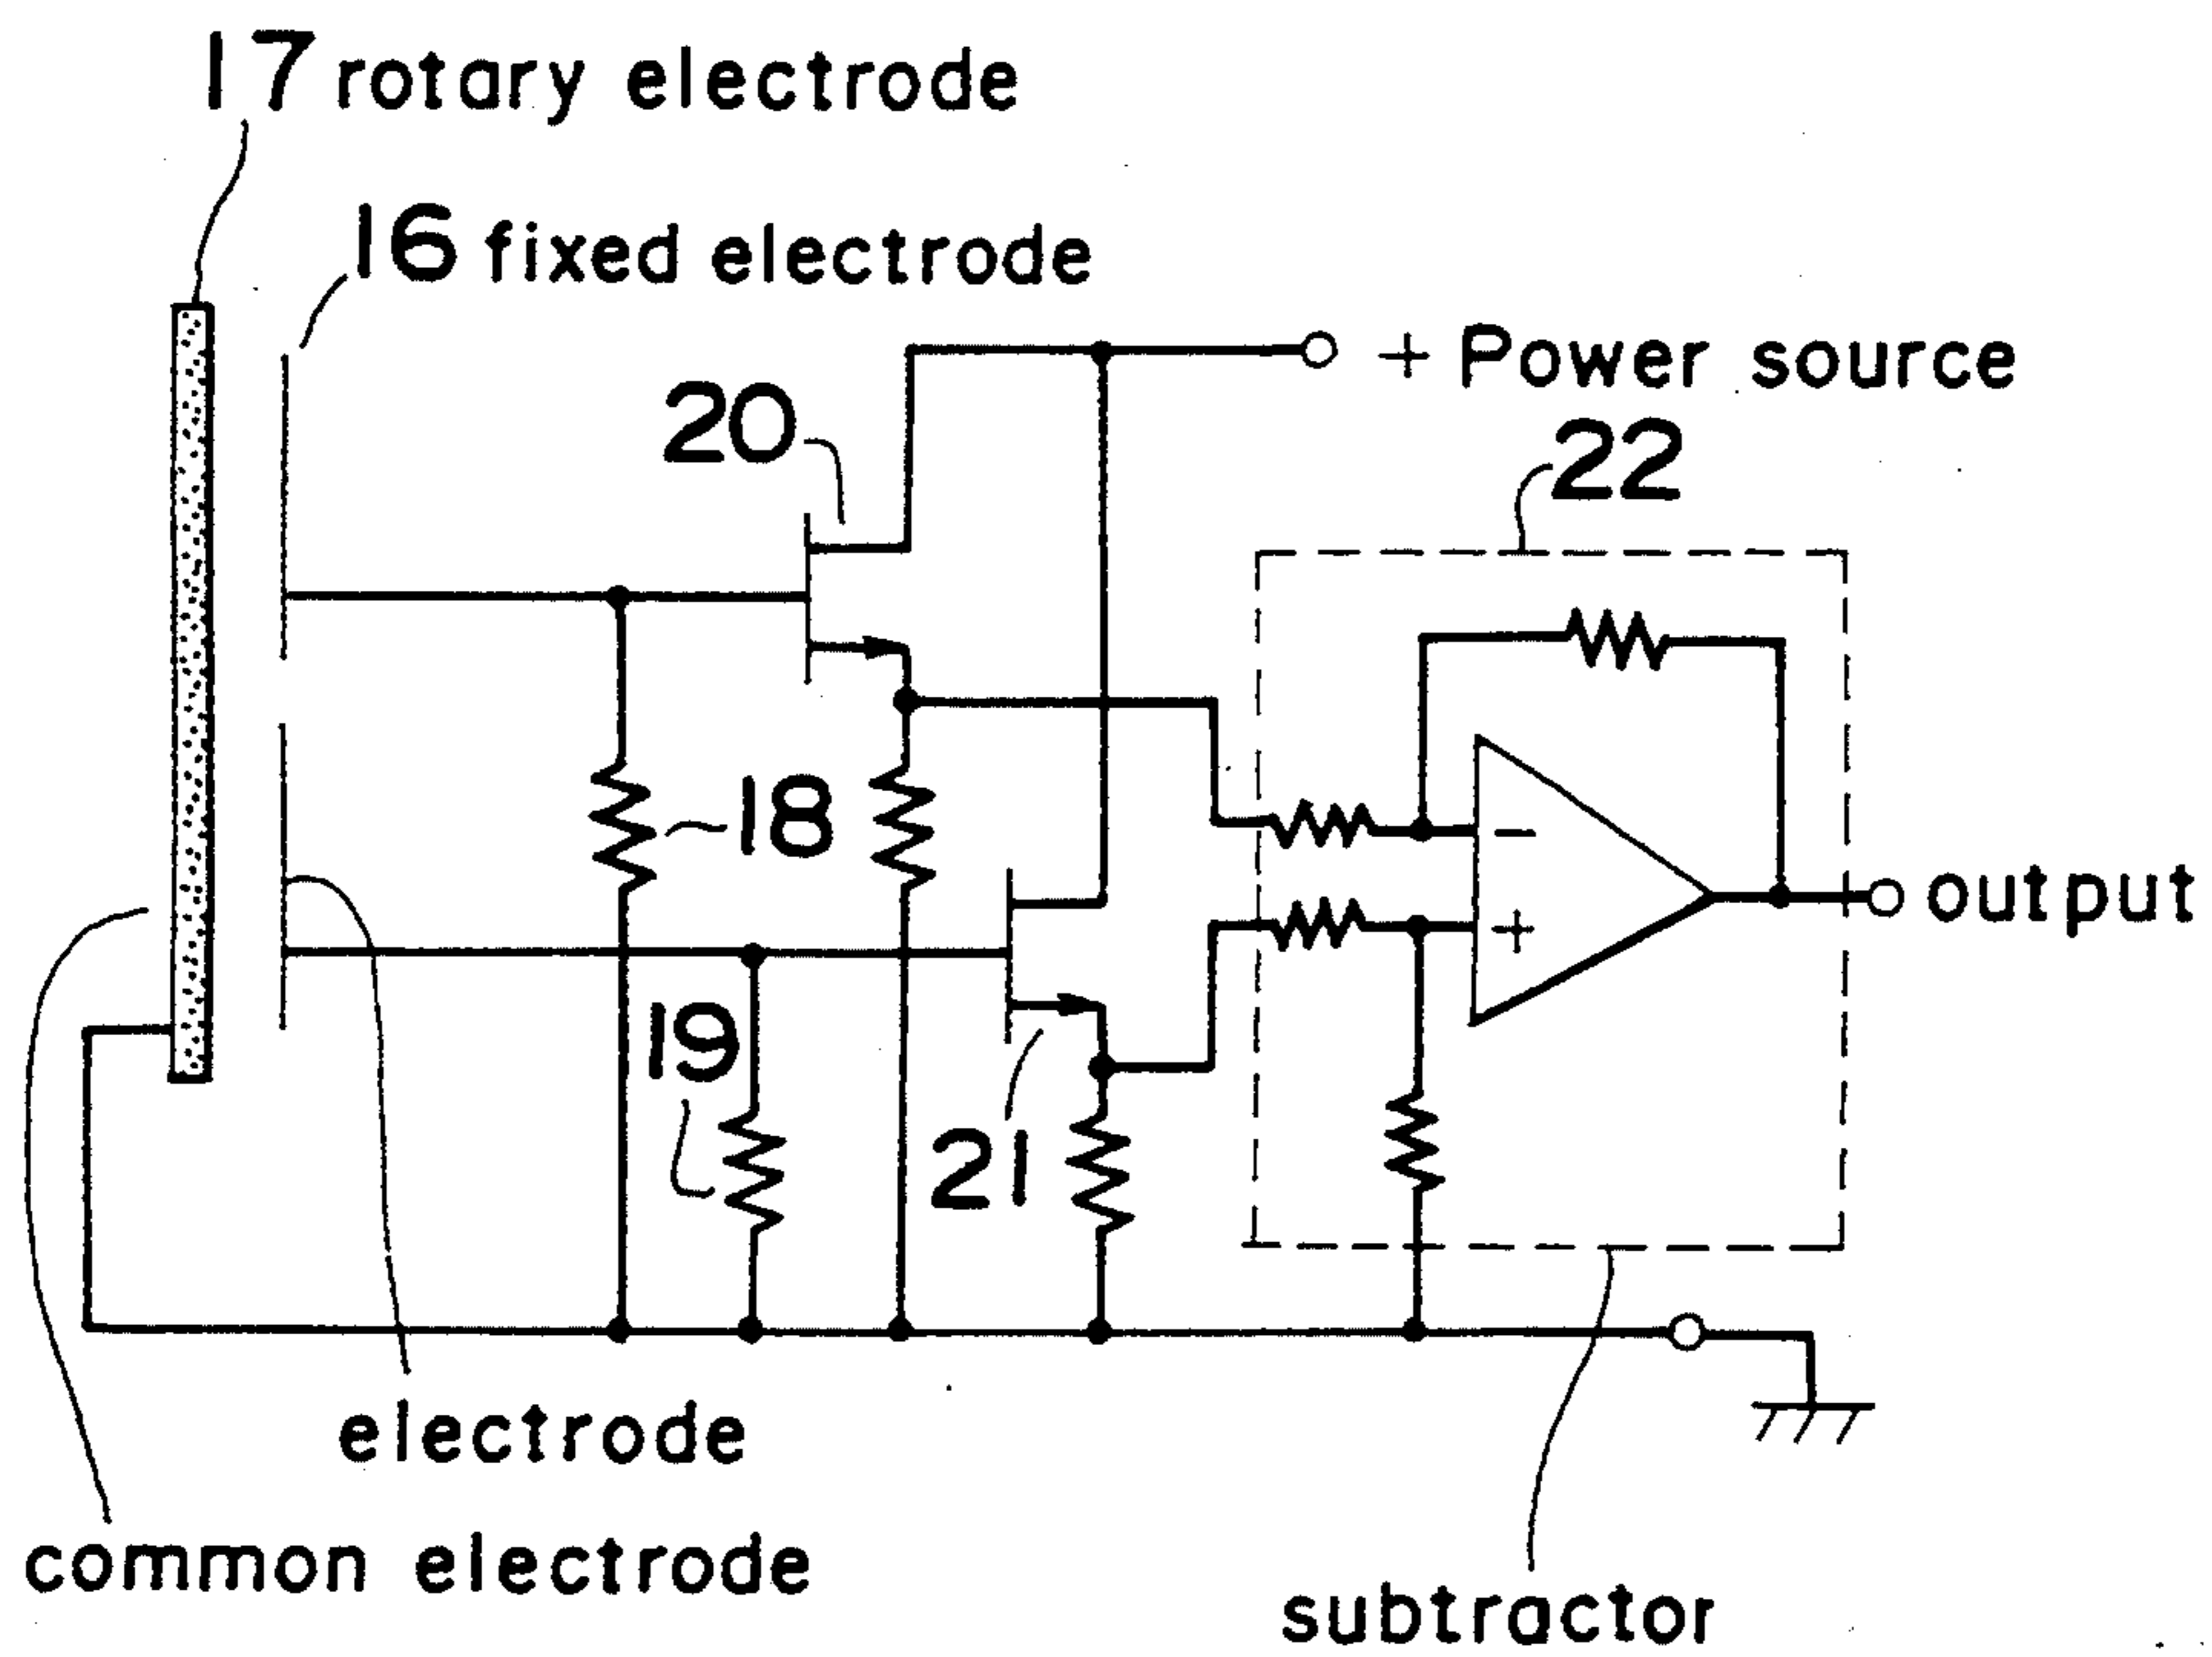 17 rotary electrode
16 fixed electrode
+ Power source
20
22
18
−
+
output
19
21
electrode
common electrode
subtractor